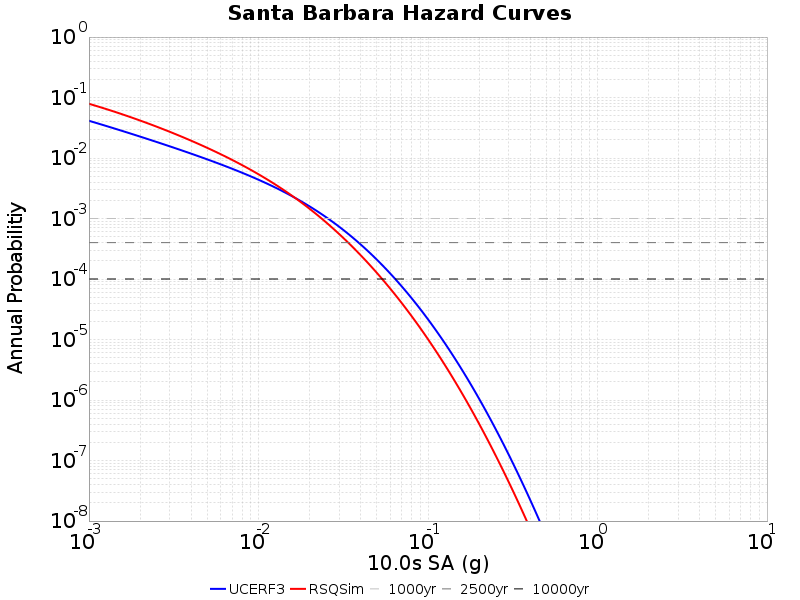 Santa Barbara Hazard Curves
10^0
10^-1
10^-2
10^-3
10^-4
10^-5
10^-6
10^-7
10^-8
Annual Probabilitiy
10^-3 10^-2 10^-1 10^0 10^1
10.0s SA (g)
UCERF3 RSQSim 1000yr 2500yr 10000yr